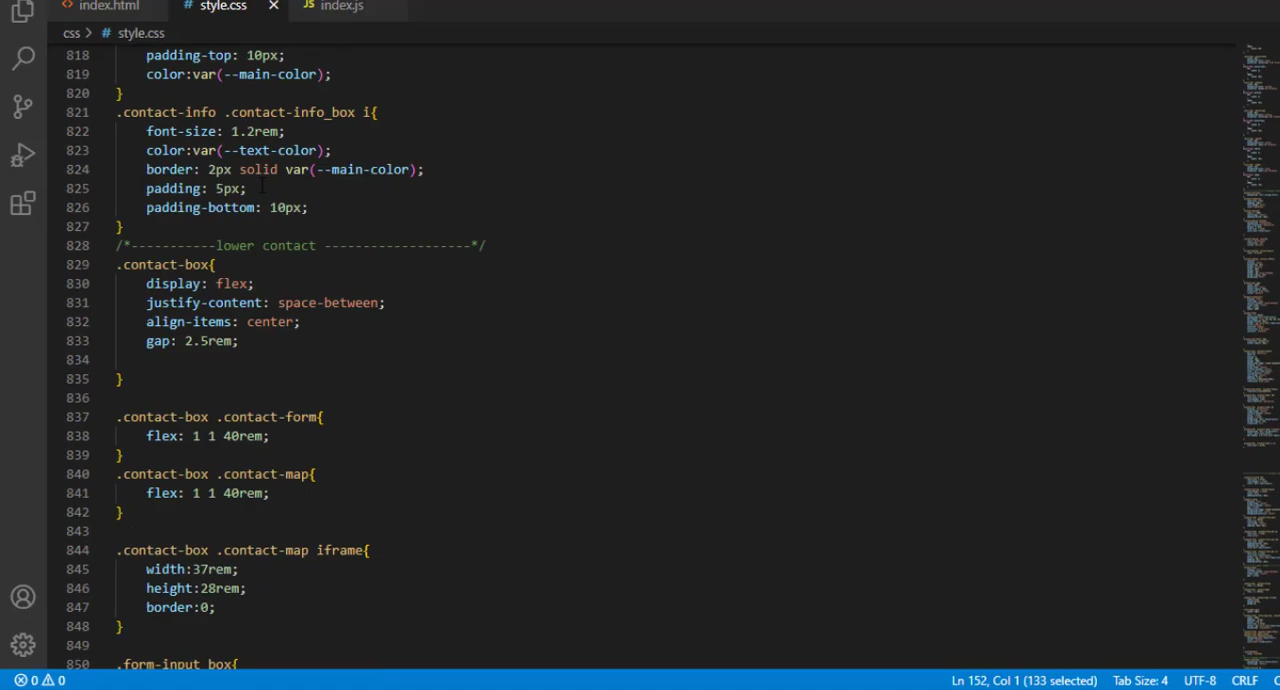 <> index.html
# style.css ×
JS index.js
css > # style.css
818 padding-top: 10px;
819 color:var(--main-color);
820 }
821 .contact-info .contact-info_box i{
822 font-size: 1.2rem;
823 color:var(--text-color);
824 border: 2px solid var(--main-color);
825 padding: 5px;
826 padding-bottom: 10px;
827 }
828 /*-----------lower contact -------------------*/
829 .contact-box{
830 display: flex;
831 justify-content: space-between;
832 align-items: center;
833 gap: 2.5rem;
834
835 }
836
837 .contact-box .contact-form{
838 flex: 1 1 40rem;
839 }
840 .contact-box .contact-map{
841 flex: 1 1 40rem;
842 }
843
844 .contact-box .contact-map iframe{
845 width:37rem;
846 height:28rem;
847 border:0;
848 }
849
850 .form-input_box{
0 0 Ln 152, Col 1 (133 selected) Tab Size: 4 UTF-8 CRLF